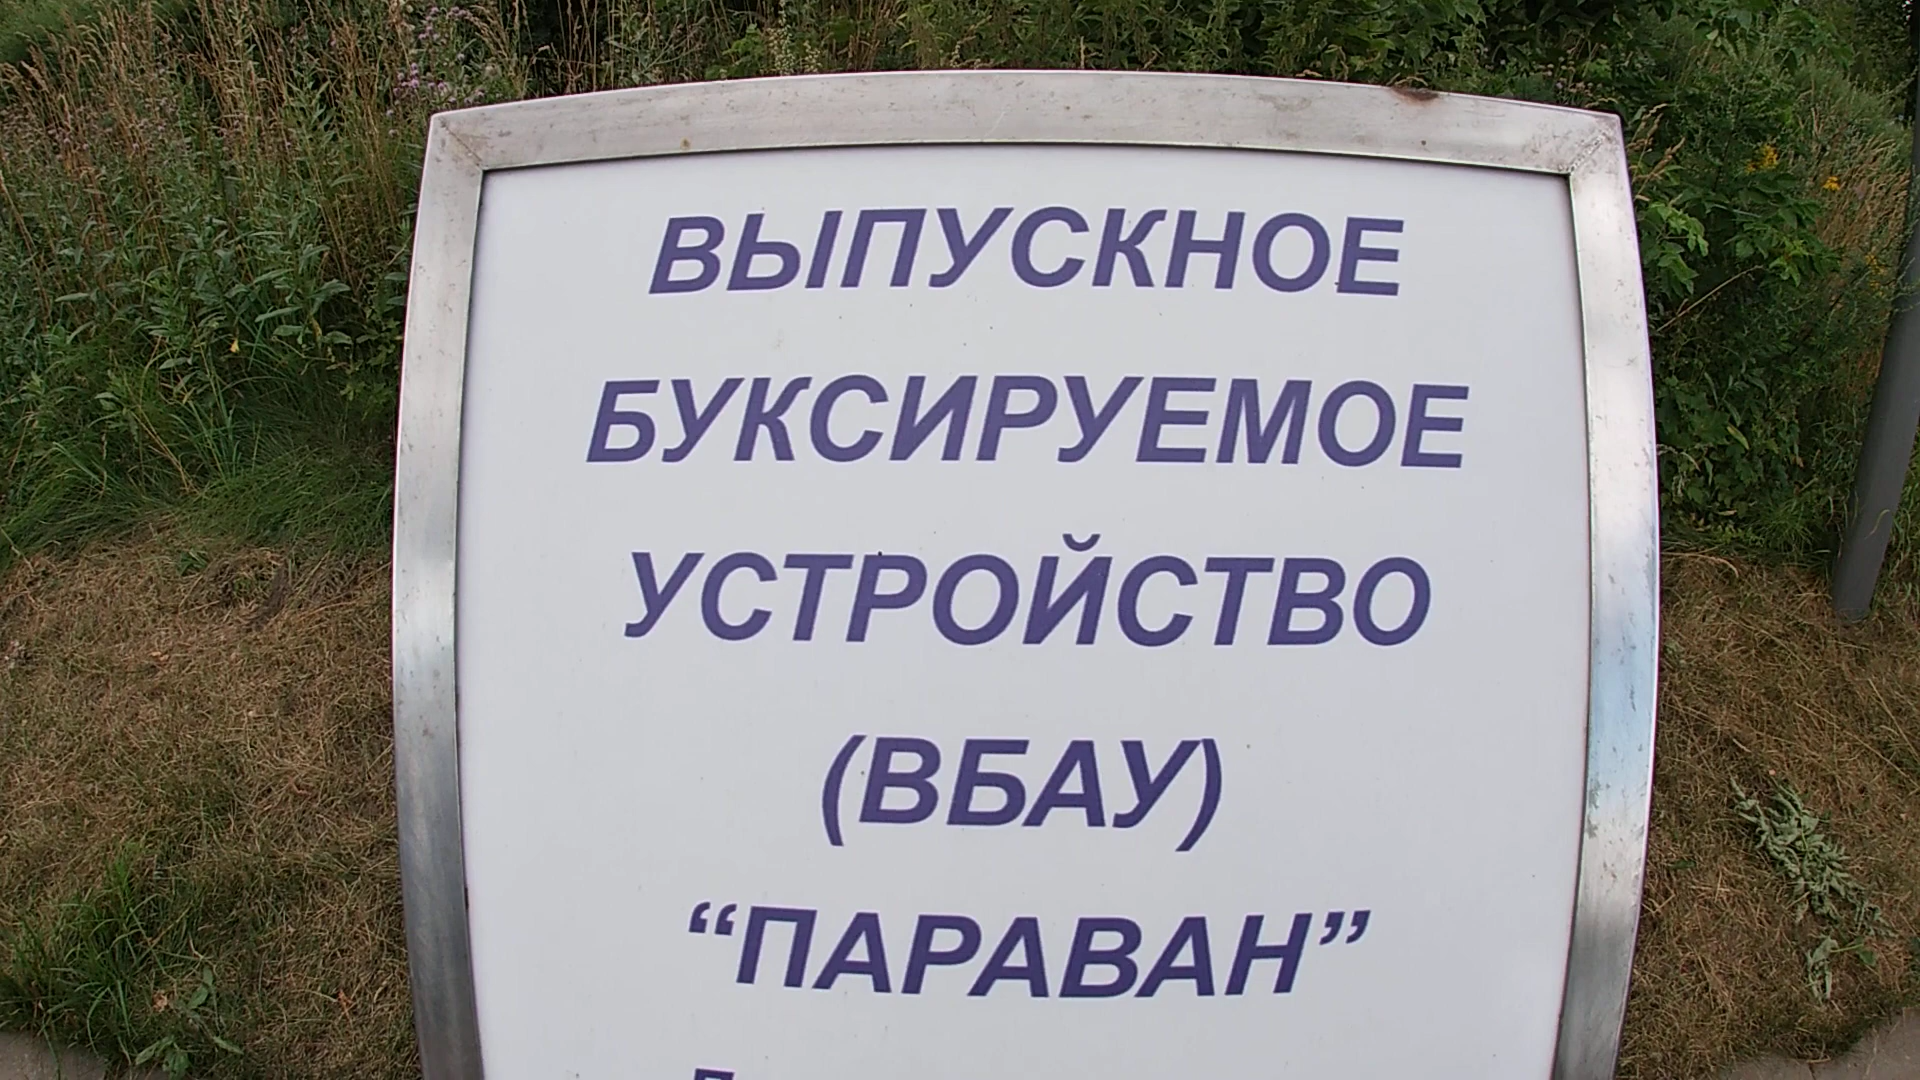 ВЫПУСКНОЕ
БУКСИРУЕМОЕ
УСТРОЙСТВО
(ВБАУ)
“ПАРАВАН”